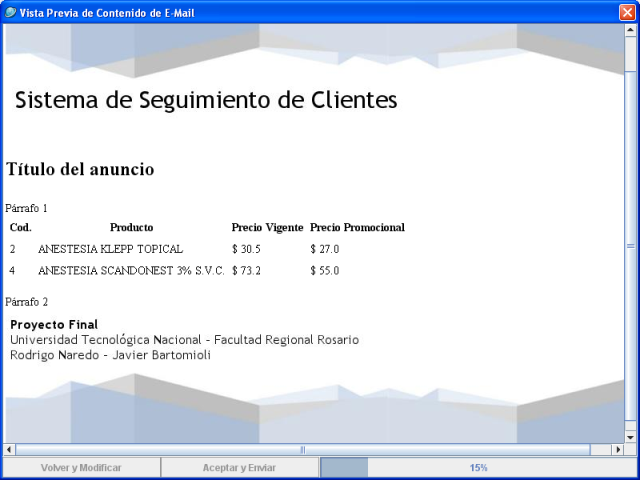 Vista Previa de Contenido de E-Mail
Sistema de Seguimiento de Clientes
Título del anuncio
Párrafo 1
Cod. Producto Precio Vigente Precio Promocional
2 ANESTESIA KLEPP TOPICAL $ 30.5 $ 27.0
4 ANESTESIA SCANDONEST 3% S.V.C. $ 73.2 $ 55.0
Párrafo 2
Proyecto Final
Universidad Tecnológica Nacional - Facultad Regional Rosario
Rodrigo Naredo - Javier Bartomioli
Volver y Modificar Aceptar y Enviar 15%